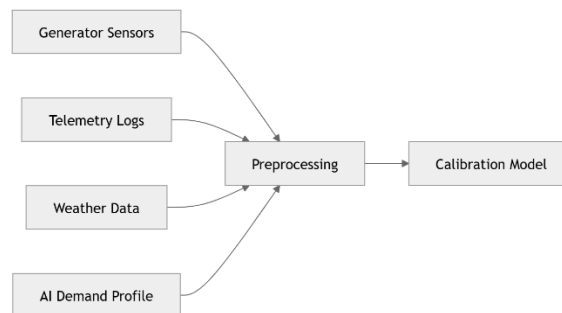 Generator Sensors
Telemetry Logs
Preprocessing
Calibration Model
Weather Data
AI Demand Profile